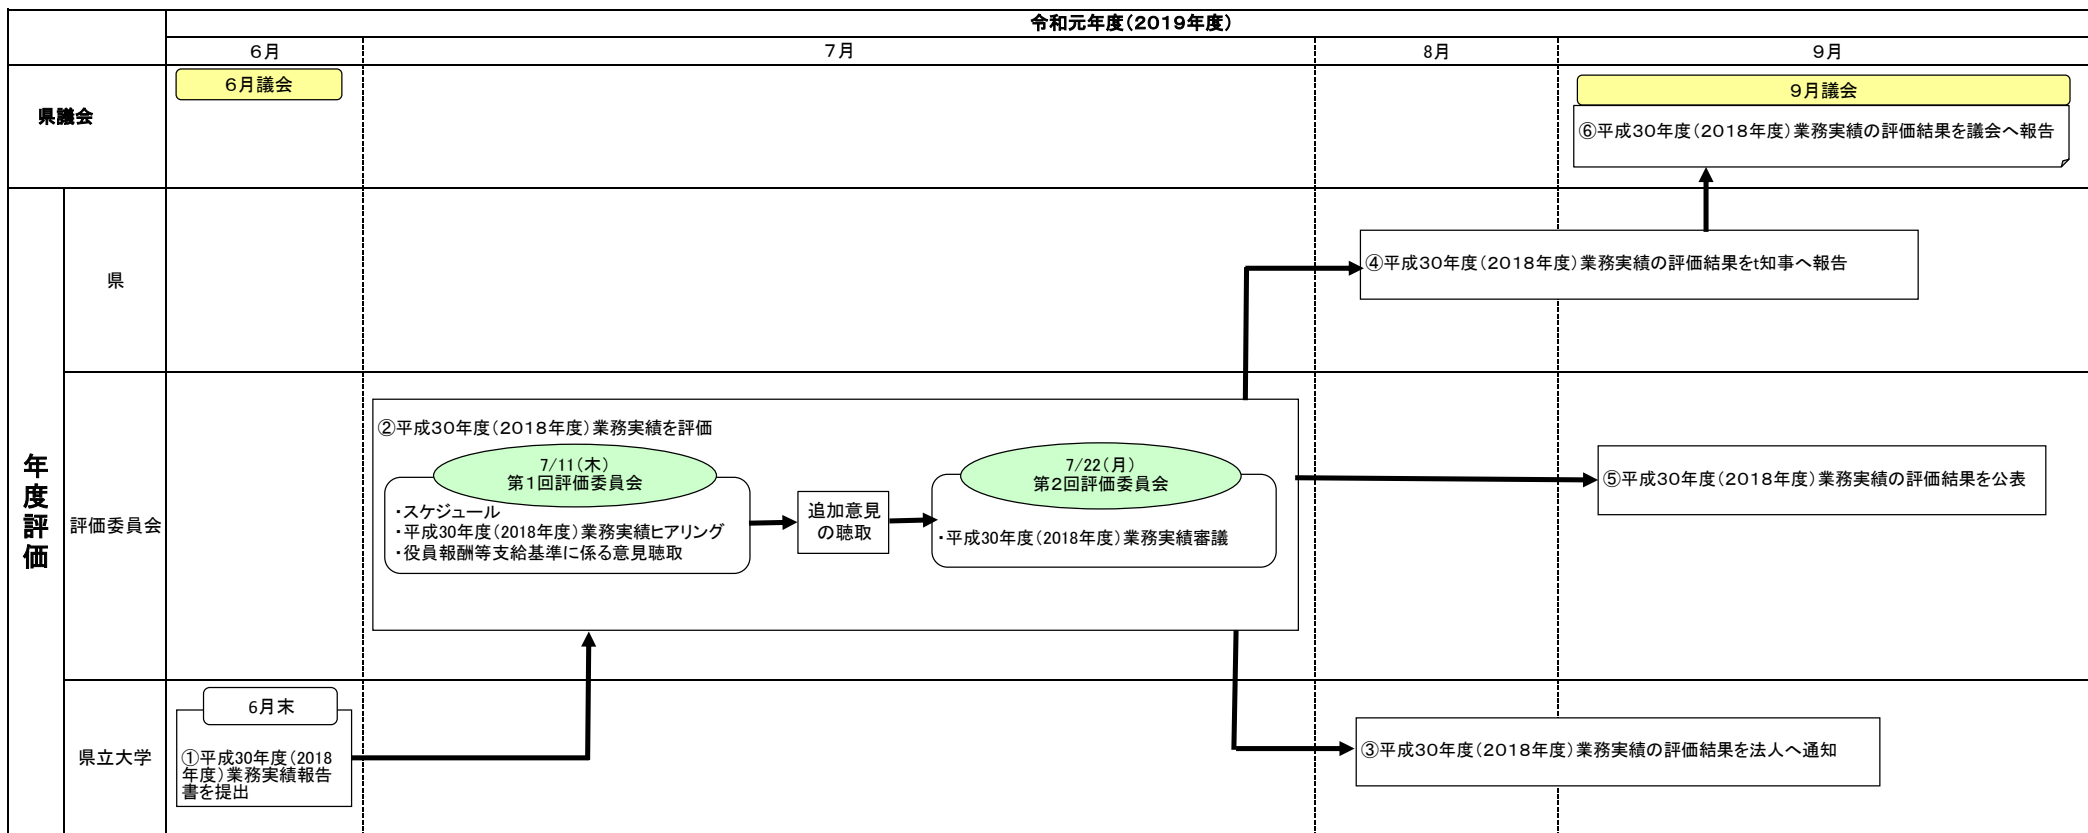 令和元年度(2019年度)
６月
７月
8月
９月
県議会
６月議会
９月議会
⑥平成30年度(2018年度)業務実績の評価結果を議会へ報告
年度評価
県
④平成30年度(2018年度)業務実績の評価結果をt知事へ報告
評価委員会
②平成30年度(2018年度)業務実績を評価
7/11(木)
第１回評価委員会
・スケジュール
・平成30年度(2018年度)業務実績ヒアリング
・役員報酬等支給基準に係る意見聴取
追加意見
の聴取
7/22(月)
第２回評価委員会
・平成30年度(2018年度)業務実績審議
⑤平成30年度(2018年度)業務実績の評価結果を公表
県立大学
6月末
①平成30年度(2018
年度)業務実績報告
書を提出
③平成30年度(2018年度)業務実績の評価結果を法人へ通知